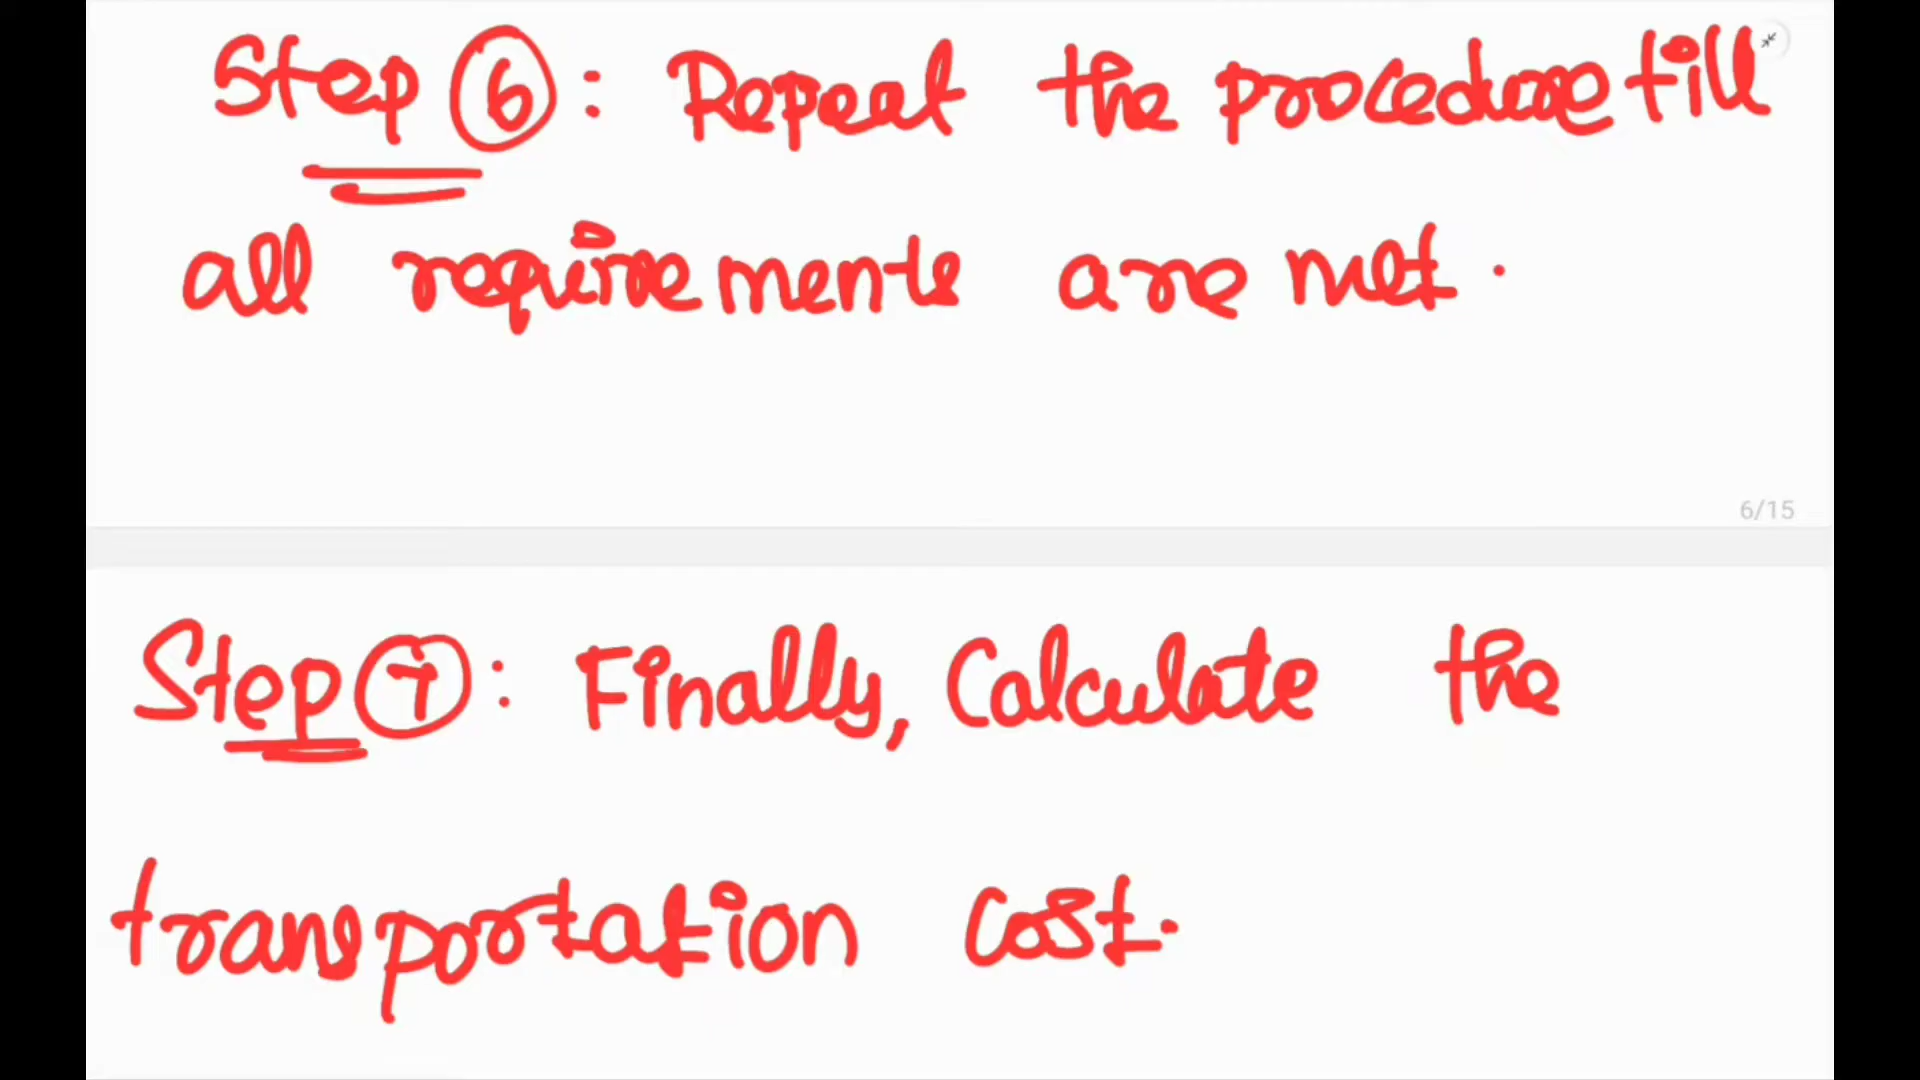 Step 6: Repeat the procedure till
all requirements are met.
6/15
Step 7: Finally, Calculate the
transportation cost.